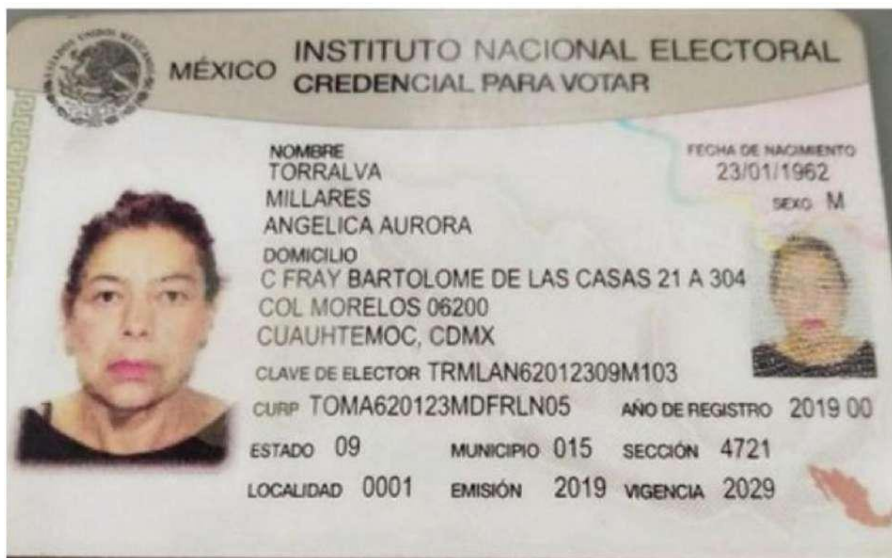 MÉXICO INSTITUTO NACIONAL ELECTORAL
CREDENCIAL PARA VOTAR
NOMBRE
TORRALVA
MILLARES
ANGELICA AURORA
FECHA DE NACIMIENTO
23/01/1962
SEXO M
DOMICILIO
C FRAY BARTOLOME DE LAS CASAS 21 A 304
COL MORELOS 06200
CUAUHTEMOC, CDMX
CLAVE DE ELECTOR TRMLAN62012309M103
CURP TOMA620123MDFRLN05 AÑO DE REGISTRO 2019 00
ESTADO 09 MUNICIPIO 015 SECCIÓN 4721
LOCALIDAD 0001 EMISIÓN 2019 VIGENCIA 2029